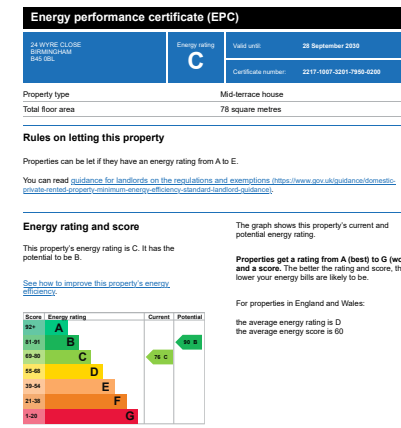 Energy performance certificate (EPC)
24 WYRE CLOSE
BIRMINGHAM
B45 0BL
Energy rating
C
Valid until: 28 September 2030
Certificate number: 2217-1007-3201-7950-0200
Property type Mid-terrace house
Total floor area 78 square metres
Rules on letting this property
Properties can be let if they have an energy rating from A to E.
You can read guidance for landlords on the regulations and exemptions (https://www.gov.uk/guidance/domestic-
private-rented-property-minimum-energy-efficiency-standard-landlord-guidance).
Energy rating and score
This property's energy rating is C. It has the
potential to be B.
See how to improve this property's energy
efficiency.
Score Energy rating Current Potential
92+ A
81-91 B 90 B
69-80 C 76 C
55-68 D
39-54 E
21-38 F
1-20 G
The graph shows this property's current and
potential energy rating.
Properties get a rating from A (best) to G (wo
and a score. The better the rating and score, th
lower your energy bills are likely to be.
For properties in England and Wales:
the average energy rating is D
the average energy score is 60